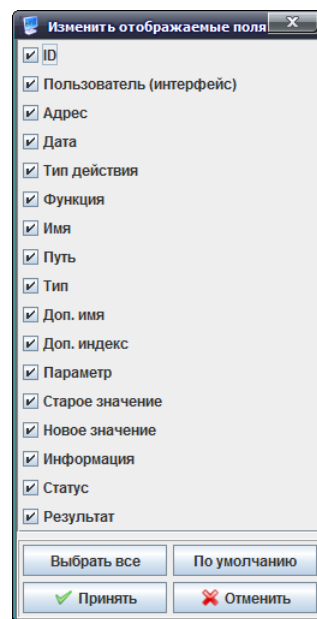 Изменить отображаемые поля
ID
Пользователь (интерфейс)
Адрес
Дата
Тип действия
Функция
Имя
Путь
Тип
Доп. имя
Доп. индекс
Параметр
Старое значение
Новое значение
Информация
Статус
Результат
Выбрать все По умолчанию
Принять Отменить